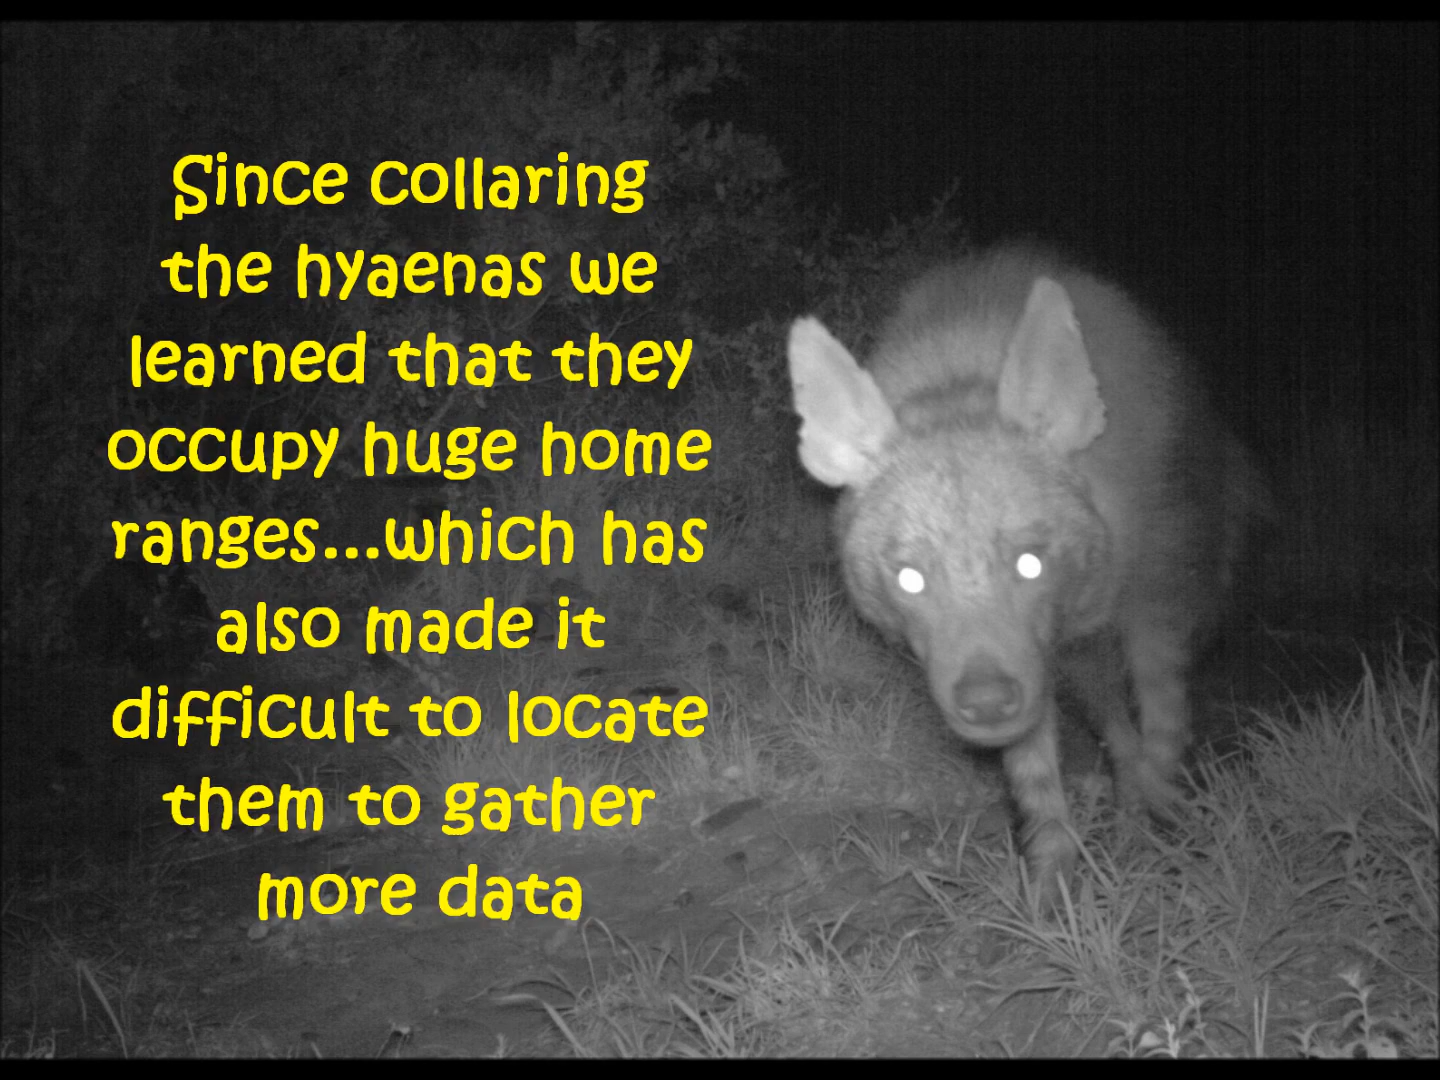 Since collaring
the hyaenas we
learned that they
occupy huge home
ranges...which has
also made it
difficult to locate
them to gather
more data